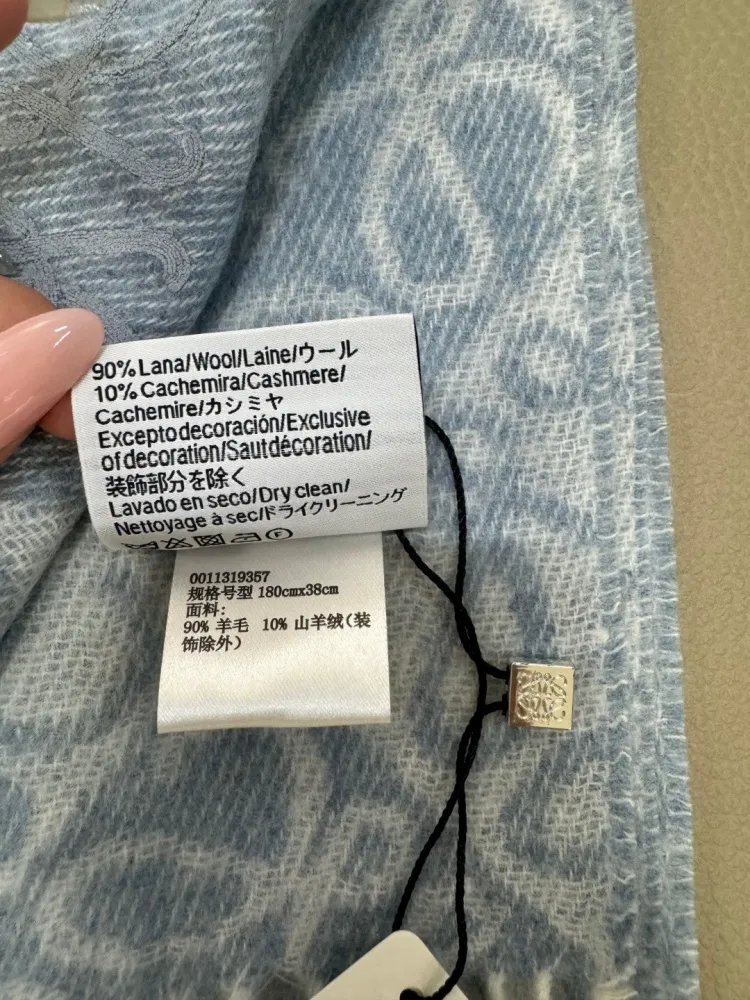 90% Lana/Wool/Laine/ウール
10% Cachemira/Cashmere/
Cachemire/カシミヤ
Excepto decoración/Exclusive
of decoration/Saut décoration/
装飾部分を除く
Lavado en seco/Dry clean/
Nettoyage à sec/ドライクリーニング
0011319357
规格号型 180cmx38cm
面料:
90% 羊毛 10% 山羊绒(装
饰除外)